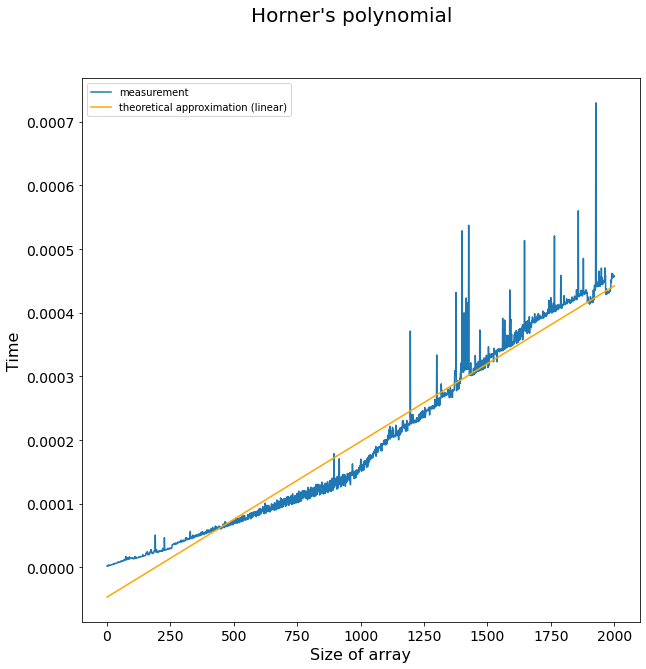 Horner's polynomial
measurement
theoretical approximation (linear)
0.0007
0.0006
0.0005
0.0004
0.0003
0.0002
0.0001
0.0000
Time
0 250 500 750 1000 1250 1500 1750 2000
Size of array